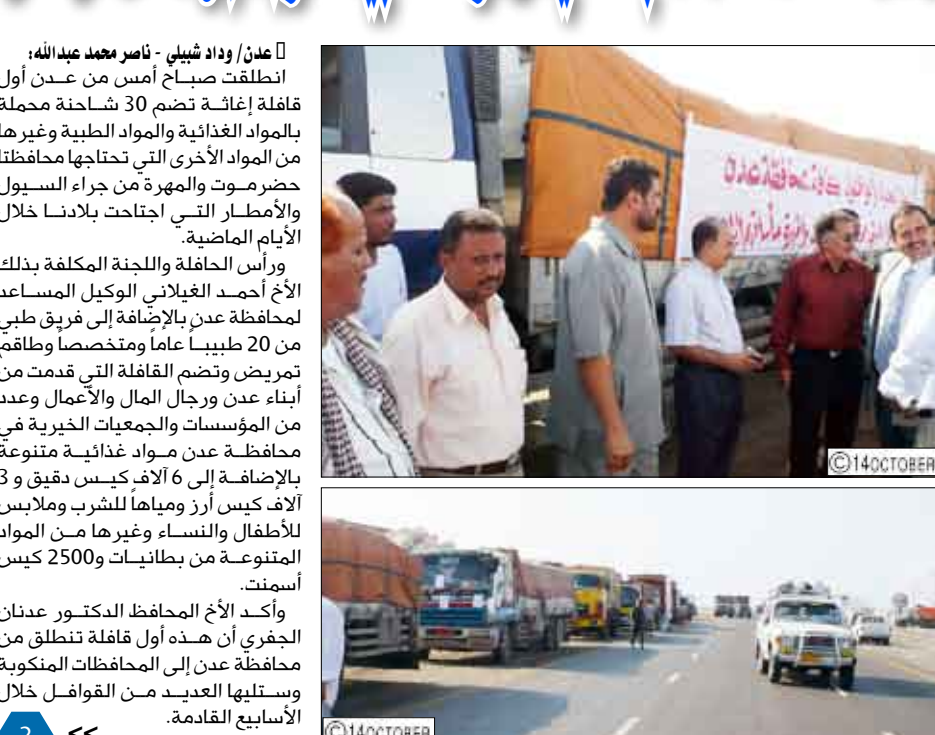 عدن/ وداد شبيلي - ناصر محمد عبدالله:
انطلقت صباح أمس من عدن أول
قافلة إغاثة تضم 30 شاحنة محملة
بالمواد الغذائية والمواد الطبية وغيرها
من المواد الأخرى التي تحتاجها محافظتا
حضرموت والمهرة من جراء السيول
والأمطار التي اجتاحت بلادنا خلال
الأيام الماضية.
ورأس الحافلة واللجنة المكلفة بذلك
الأخ أحمد الغيلاني الوكيل المساعد
لمحافظة عدن بالإضافة إلى فريق طبي
من 20 طبيباً عاماً ومتخصصاً وطاقم
تمريض وتضم القافلة التي قدمت من
أبناء عدن ورجال المال والأعمال وعدد
من المؤسسات والجمعيات الخيرية في
محافظة عدن مواد غذائية متنوعة
بالإضافة إلى 6 آلاف كيس دقيق و 3
آلاف كيس أرز ومياهاً للشرب وملابس
للأطفال والنساء وغيرها من المواد
المتنوعة من بطانيات و2500 كيس
أسمنت.
وأكد الأخ المحافظ الدكتور عدنان
الجفري أن هذه أول قافلة تنطلق من
محافظة عدن إلى المحافظات المنكوبة
وستليها العديد من القوافل خلال
الأسابيع القادمة.
محافظة عدن
©14OCTOBER
©14OCTOBER